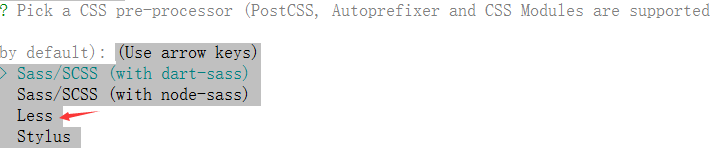 ? Pick a CSS pre-processor (PostCSS, Autoprefixer and CSS Modules are supported
by default): (Use arrow keys)
> Sass/SCSS (with dart-sass)
Sass/SCSS (with node-sass)
Less
Stylus